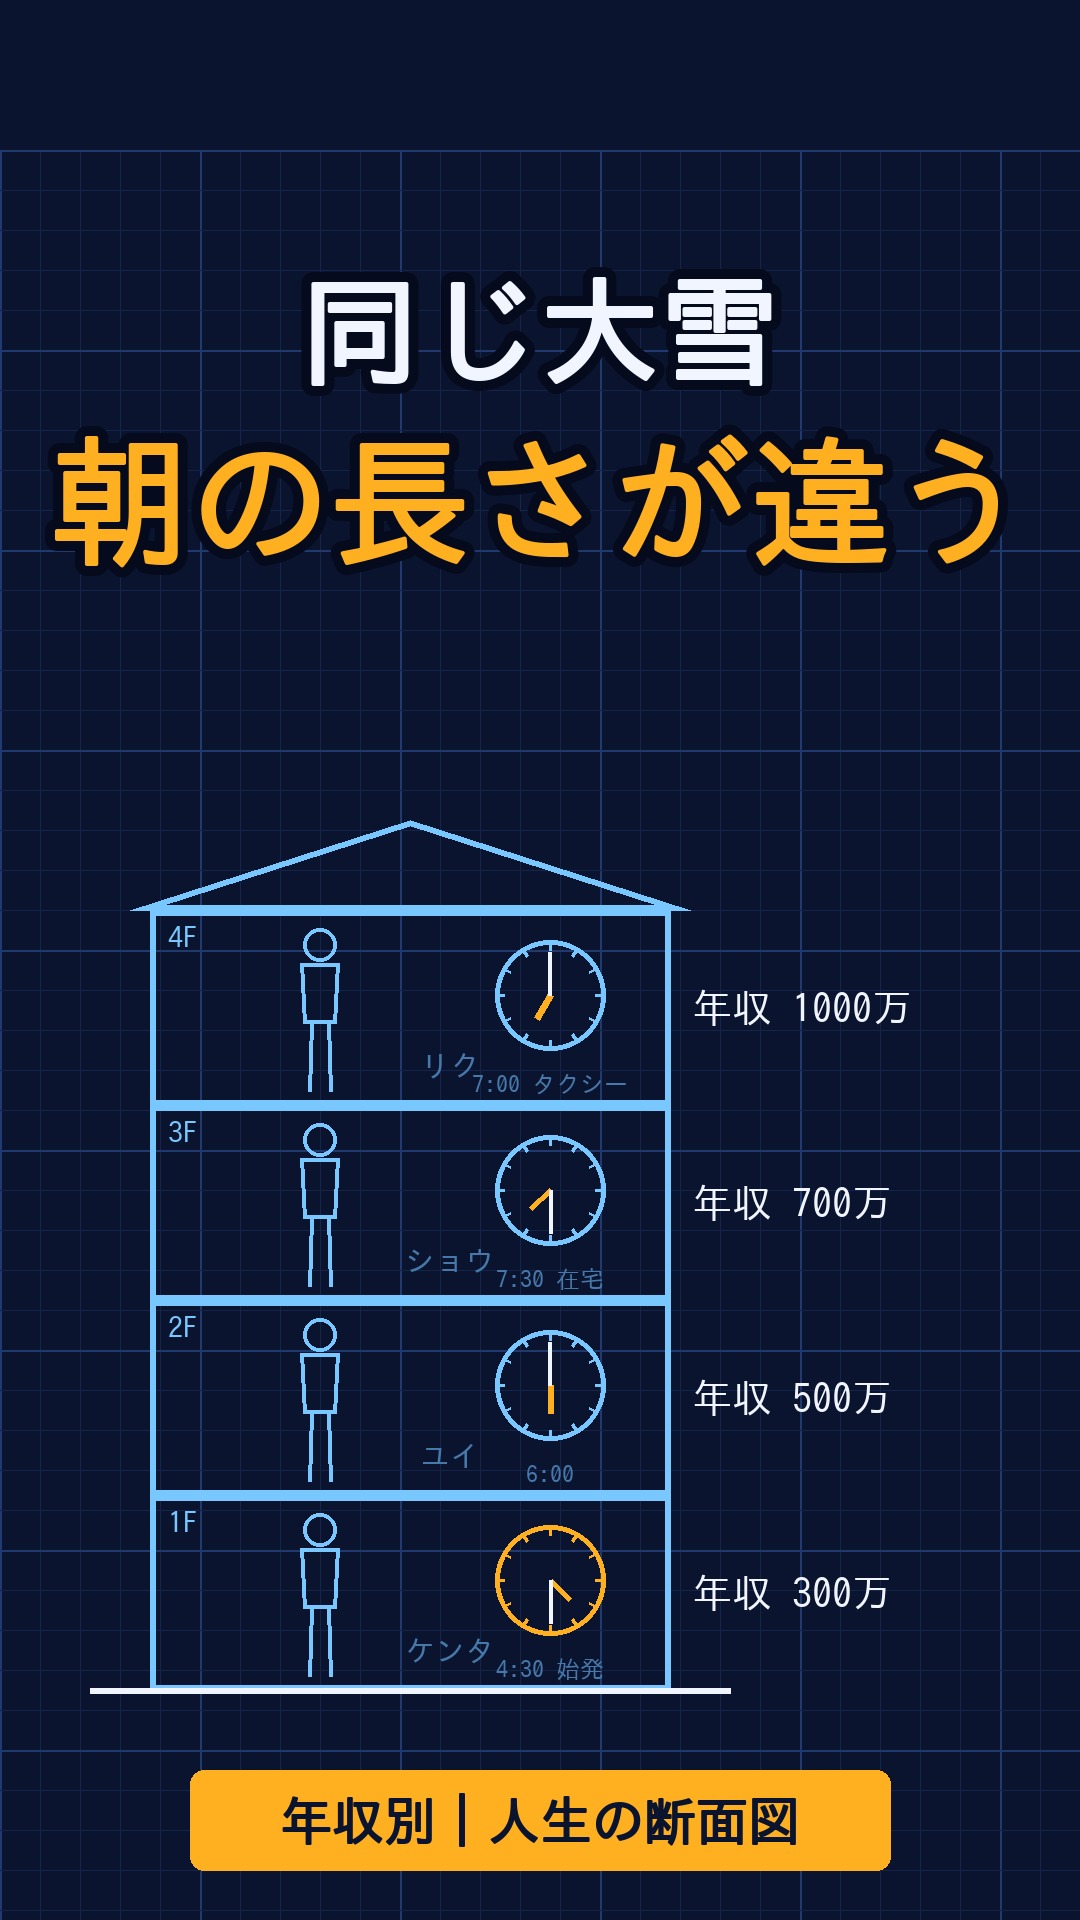 同じ大雪
朝の長さが違う
4F
リク
7:00 タクシー
年収 1000万
3F
ショウ
7:30 在宅
年収 700万
2F
ユイ
6:00
年収 500万
1F
ケンタ
4:30 始発
年収 300万
年収別｜人生の断面図